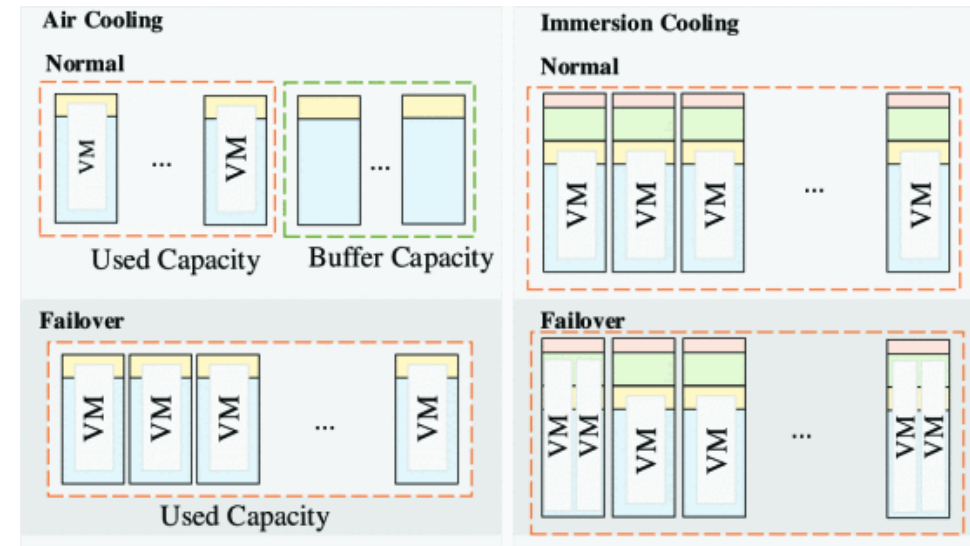 Air Cooling
Normal
VM
...
VM
...
Used Capacity
Buffer Capacity
Failover
VM
VM
VM
...
VM
Used Capacity
Immersion Cooling
Normal
VM
VM
VM
...
VM
Failover
VM
VM
VM
VM
...
VM
VM